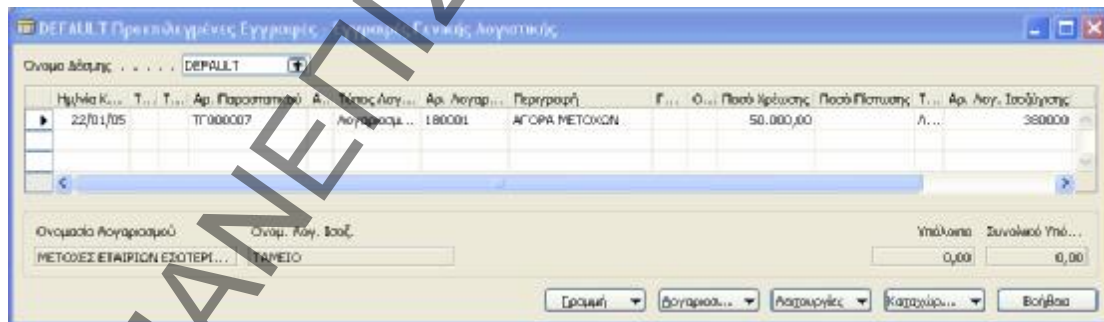 DEFAULT Προεπιλεγμένες Εγγραφές - Εγγραφές Γενικής Λογιστικής
Όνομα Δέσμης . . . . . DEFAULT
Ημ/νία Κ... Τ... Τ... Αρ. Παραστατικού Α... Τύπος Λογ... Αρ. Λογαρ... Περιγραφή Γ... Ο... Ποσό Χρέωσης Ποσό Πίστωσης Τ... Αρ. Λογ. Ισοζύγισης
22/01/05 ΤΓ000007 Λογαριασμ... 180001 ΑΓΟΡΑ ΜΕΤΟΧΩΝ 50.000,00 Λ... 380000
Ονομασία Λογαριασμού Ονομ. Λογ. Ισοζ. Υπόλοιπο Συνολικό Υπό...
ΜΕΤΟΧΕΣ ΕΤΑΙΡΙΩΝ ΕΣΩΤΕΡΙ... ΤΑΜΕΙΟ 0,00 0,00
Γραμμή Λογαριασ... Λειτουργίες Καταχώρ... Βοήθεια